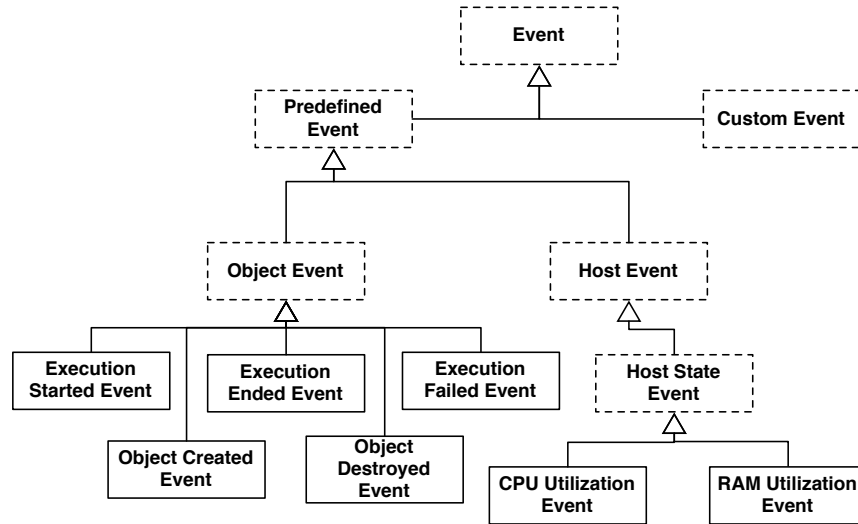 Event
Predefined
Event
Custom Event
Object Event
Host Event
Execution
Started Event
Execution
Ended Event
Execution
Failed Event
Host State
Event
Object Created
Event
Object
Destroyed
Event
CPU Utilization
Event
RAM Utilization
Event